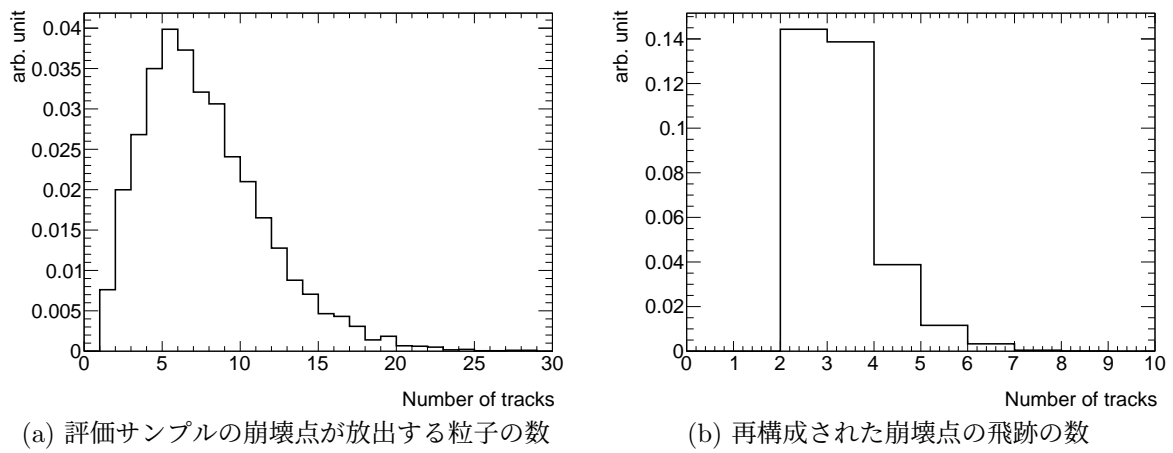 arb. unit
0.04
0.035
0.03
0.025
0.02
0.015
0.01
0.005
0
0 5 10 15 20 25 30
Number of tracks
(a) 評価サンプルの崩壊点が放出する粒子の数
arb. unit
0.14
0.12
0.1
0.08
0.06
0.04
0.02
0
0 1 2 3 4 5 6 7 8 9 10
Number of tracks
(b) 再構成された崩壊点の飛跡の数